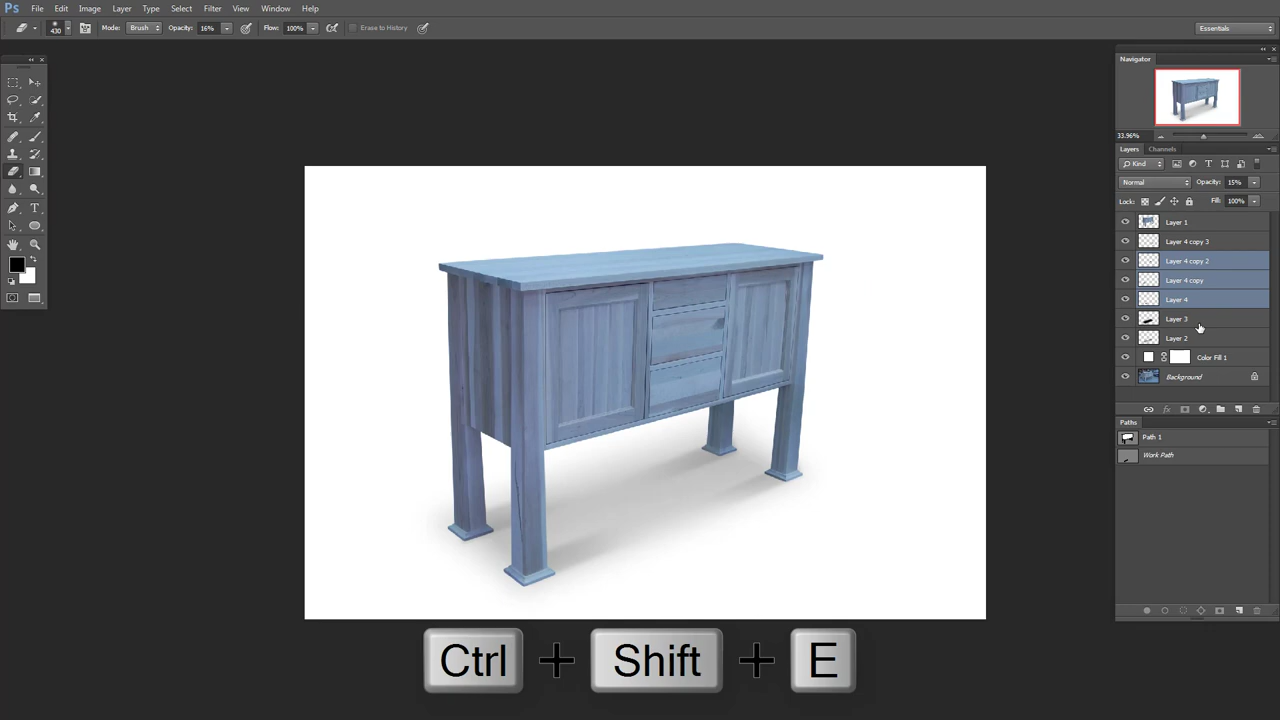 Ps File Edit Image Layer Type Select Filter View Window Help
430 Mode: Brush Opacity: 16% Flow: 100% Erase to History Essentials
Navigator
33.96%
Layers Channels
Kind T
Normal Opacity: 15%
Lock: Fill: 100%
Layer 1
Layer 4 copy 3
Layer 4 copy 2
Layer 4 copy
Layer 4
Layer 3
Layer 2
Color Fill 1
Background
fx
Paths
Path 1
Work Path
T
Ctrl + Shift + E